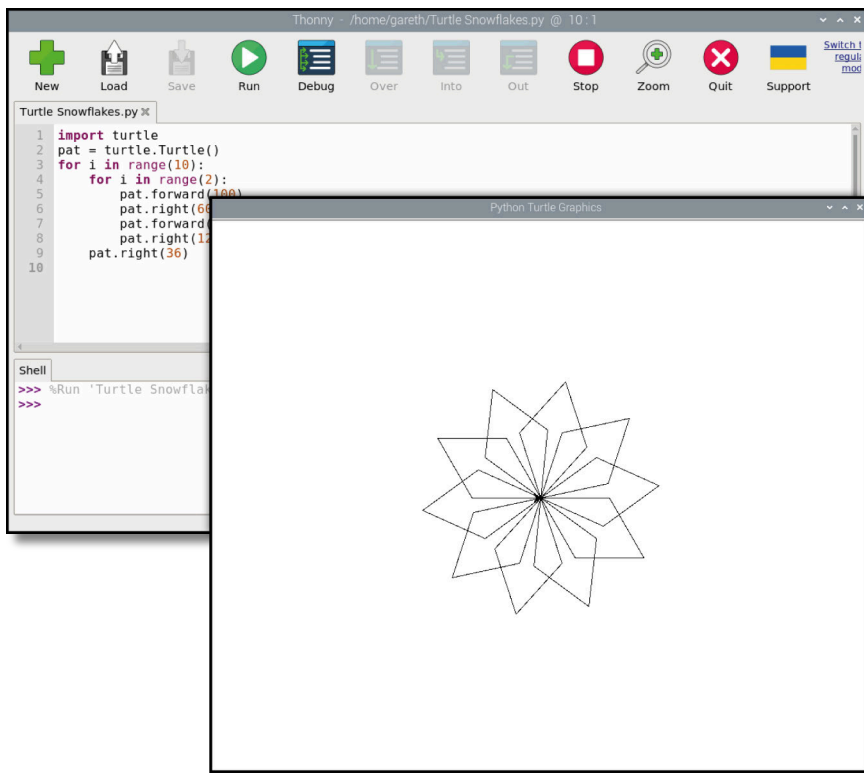 Thonny - /home/gareth/Turtle Snowflakes.py @ 10 : 1
New Load Save Run Debug Over Into Out Stop Zoom Quit Support
Switch
Turtle Snowflakes.py
1 import turtle
2 pat = turtle.Turtle()
3 for i in range(10):
4 for i in range(2):
5 pat.forward(100)
6 pat.right(60
7 pat.forward(
8 pat.right(12
9 pat.right(36)
10
Python Turtle Graphics
Shell
>>> %Run 'Turtle Snowflak
>>>